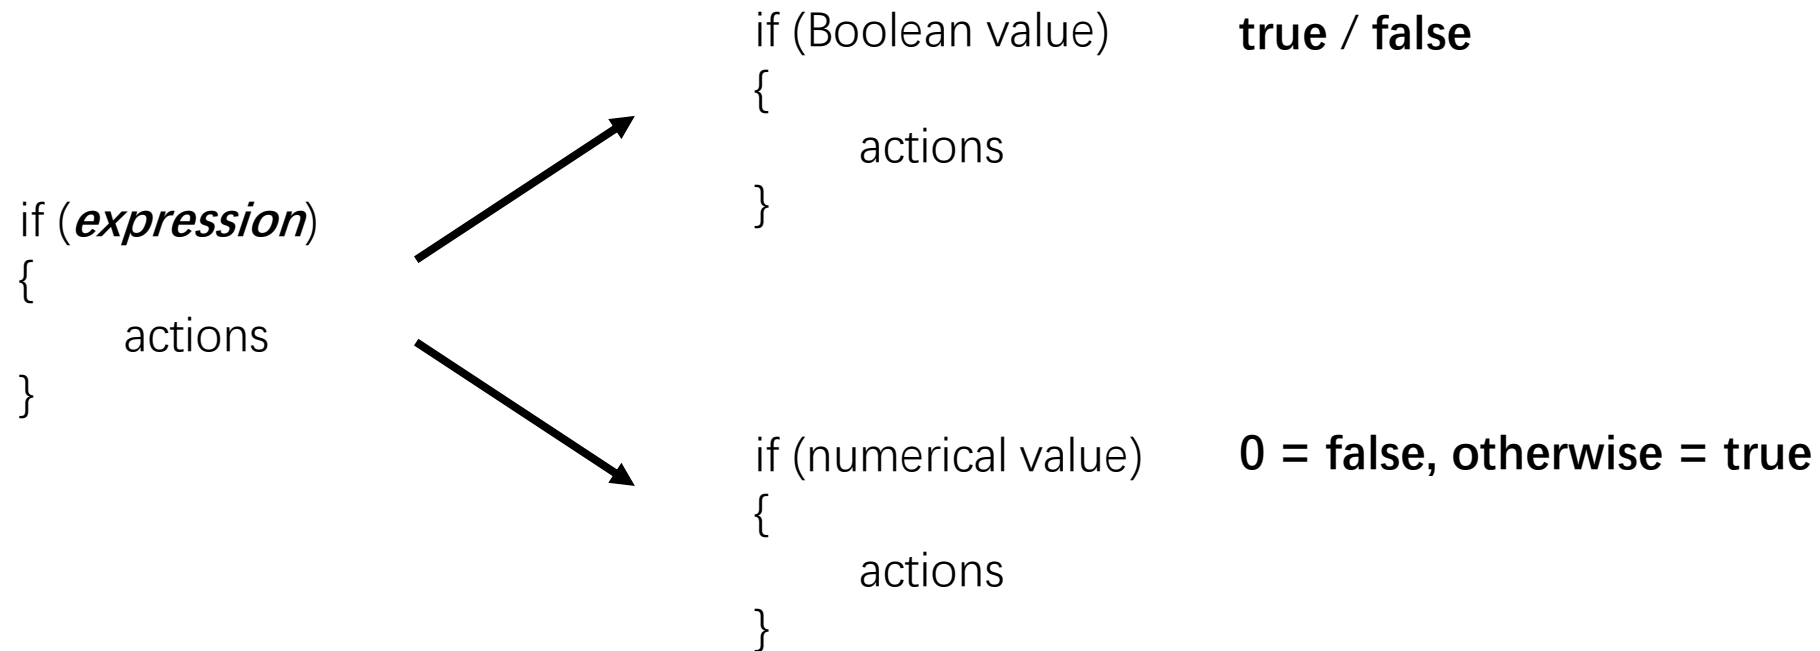 if (expression)
{
actions
}
if (Boolean value)
{
actions
}
true / false
if (numerical value)
{
actions
}
0 = false, otherwise = true